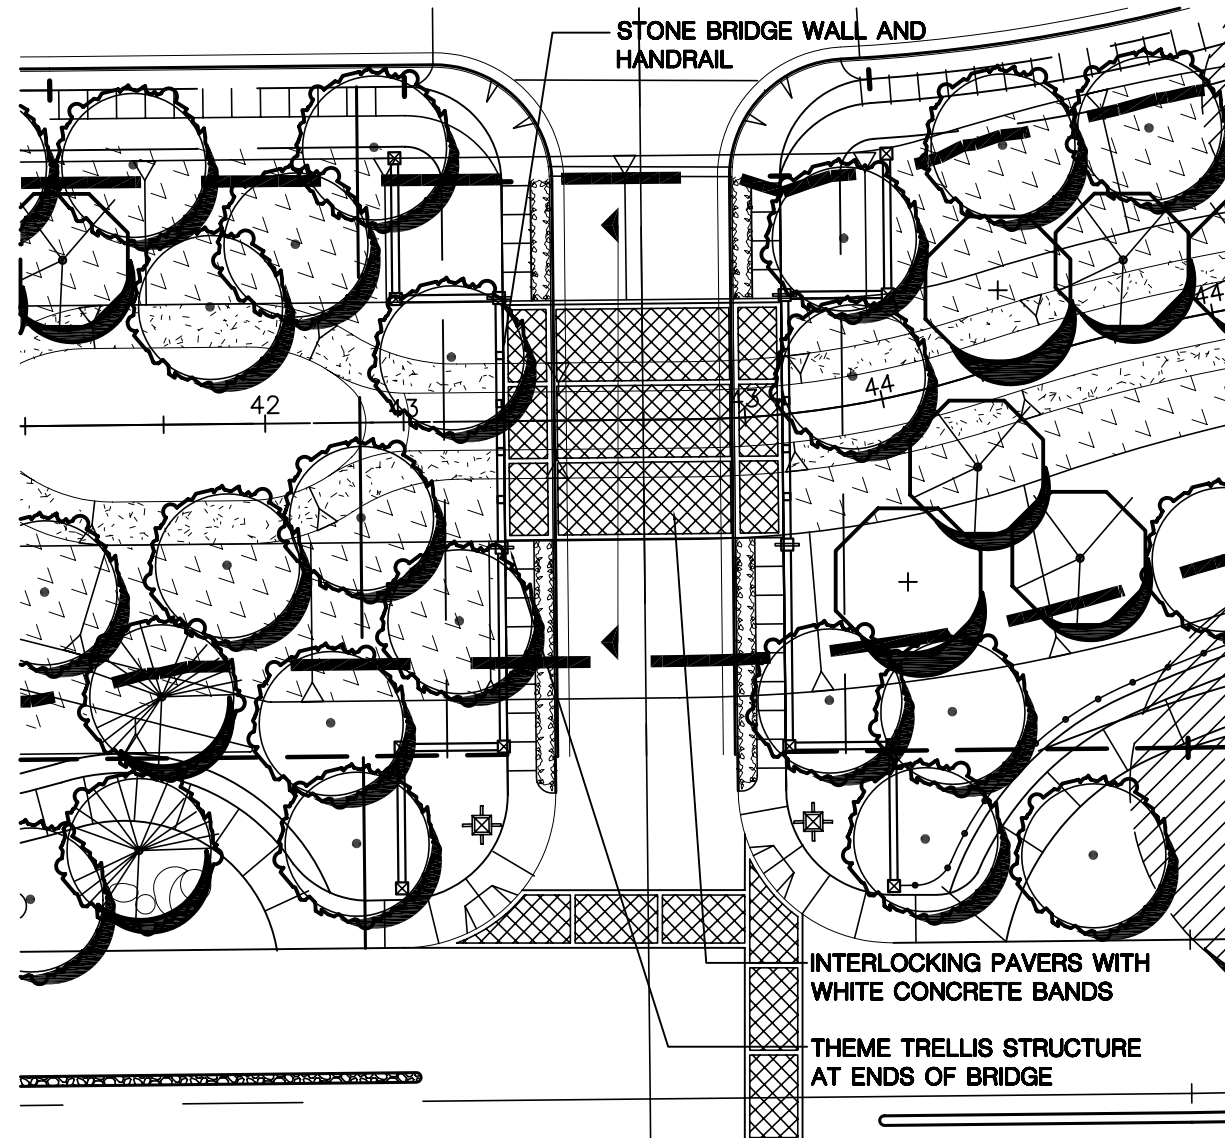 STONE BRIDGE WALL AND
HANDRAIL
44
44
42
43
43
INTERLOCKING PAVERS WITH
WHITE CONCRETE BANDS
THEME TRELLIS STRUCTURE
AT ENDS OF BRIDGE